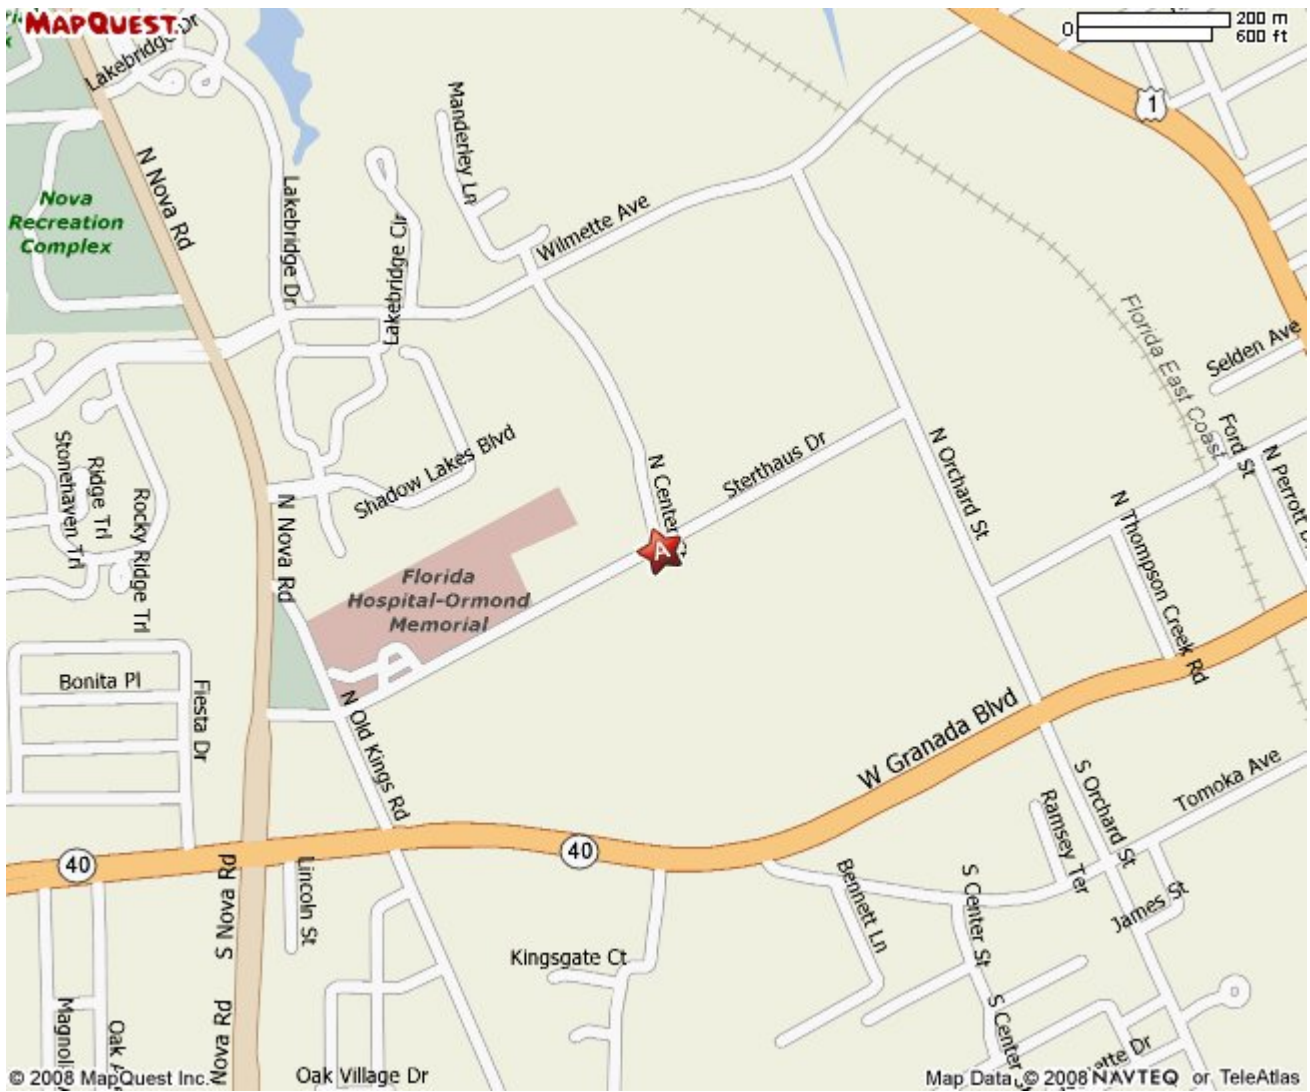 MAPQUEST
0
200 m
600 ft
Lakebridge Dr
1
N Nova Rd
Nova
Recreation
Complex
Lakebridge Dr
Lakebridge Cir
Manderley Ln
Wilmette Ave
Florida East Coast
Selden Ave
Ford St
N Perrott
Stonehaven Trl
Ridge Trl
Rocky Ridge Trl
Shadow Lakes Blvd
N Center
Sterthaus Dr
N Orchard St
N Thompson Creek Rd
N Nova Rd
A
Florida
Hospital-Ormond
Memorial
Bonita Pl
Fiesta Dr
N Old Kings Rd
W Granada Blvd
40
40
S Nova Rd
Lincoln St
Bennett Ln
S Center St
Ramsey Ter
S Orchard St
Tomoka Ave
James St
Kingsgate Ct
Nova Rd
Oak Village Dr
S Center
© 2008 MapQuest Inc.
Map Data © 2008 NAVTEQ or TeleAtlas